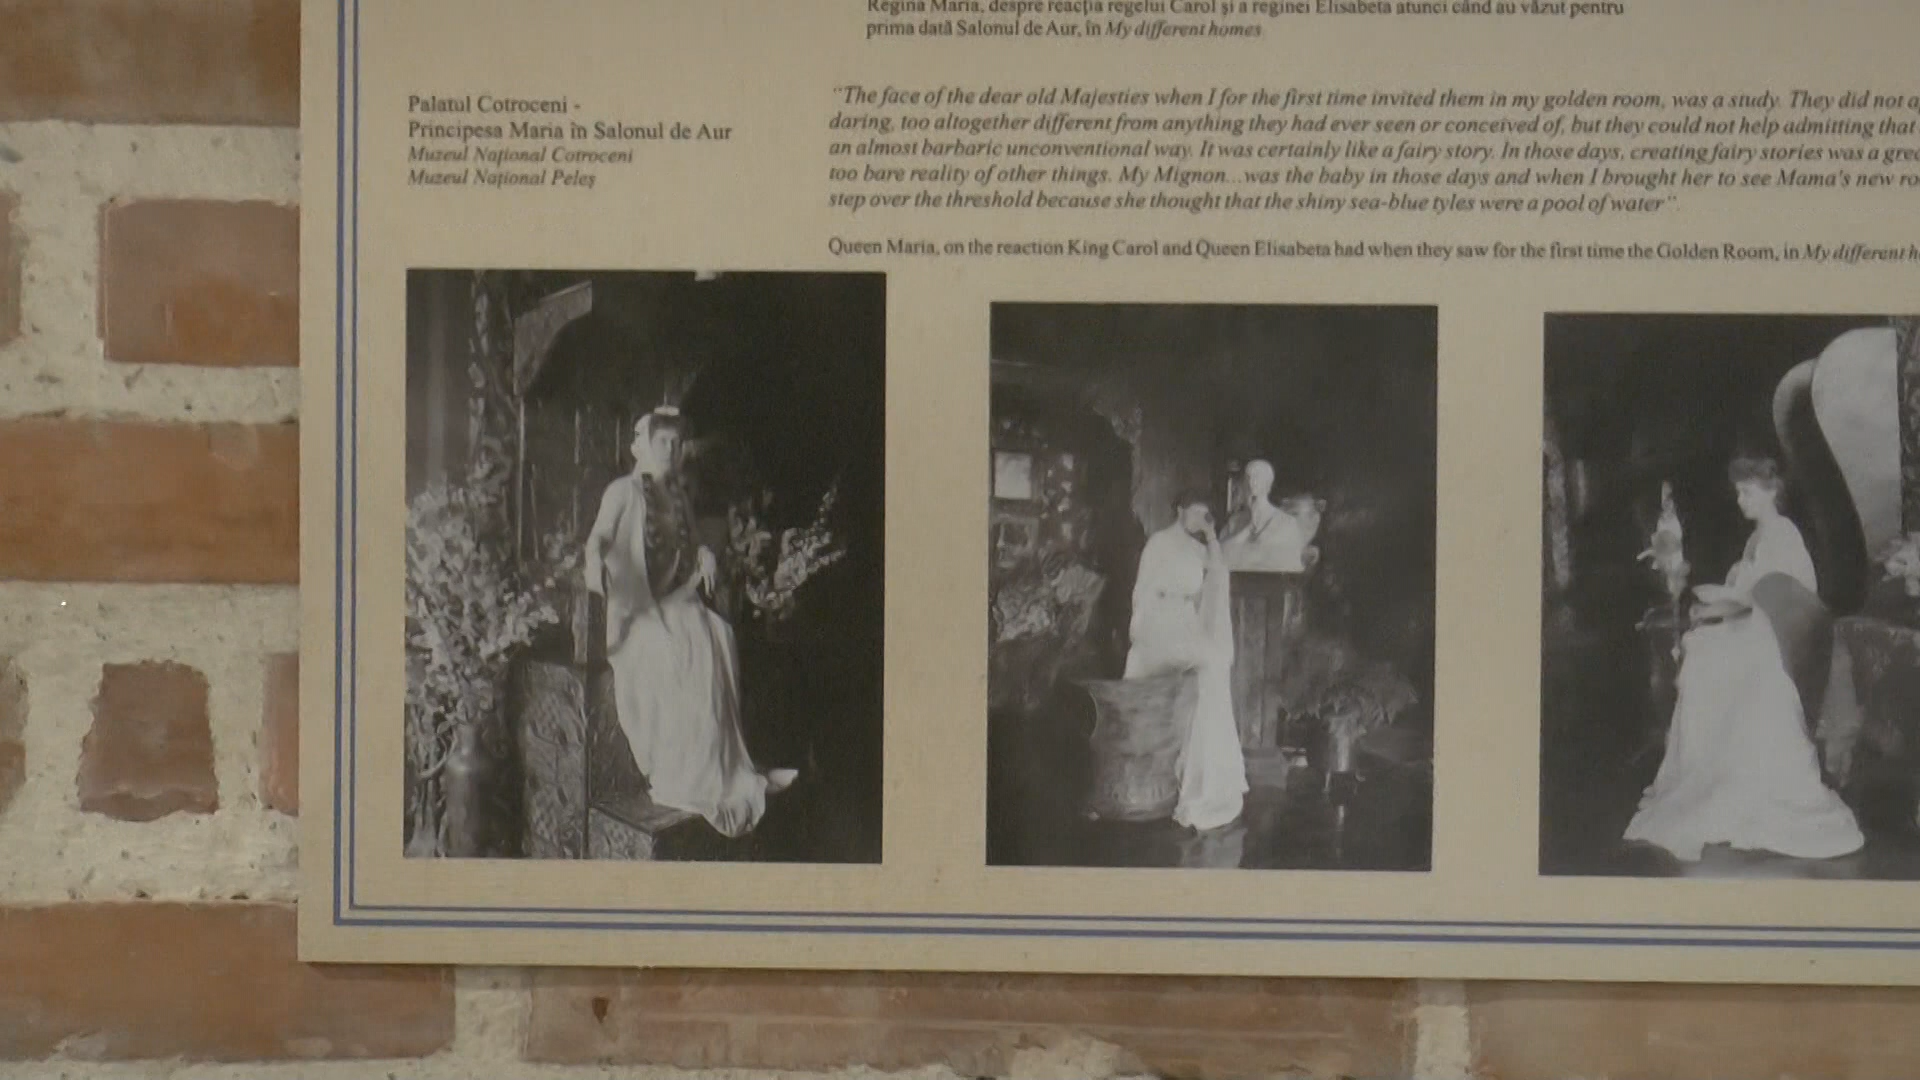 Regina Maria, despre reacția regelui Carol și a reginei Elisabeta atunci când au văzut pentru
prima dată Salonul de Aur, în My different homes
Palatul Cotroceni -
Principesa Maria în Salonul de Aur
Muzeul Național Cotroceni
Muzeul Național Peleș
"The face of the dear old Majesties when I for the first time invited them in my golden room, was a study. They did not
daring, too altogether different from anything they had ever seen or conceived of, but they could not help admitting that
an almost barbaric unconventional way. It was certainly like a fairy story. In those days, creating fairy stories was a
too bare reality of other things. My Mignon...was the baby in those days and when I brought her to see Mama's new
step over the threshold because she thought that the shiny sea-blue tyles were a pool of water".
Queen Maria, on the reaction King Carol and Queen Elisabeta had when they saw for the first time the Golden Room, in My different